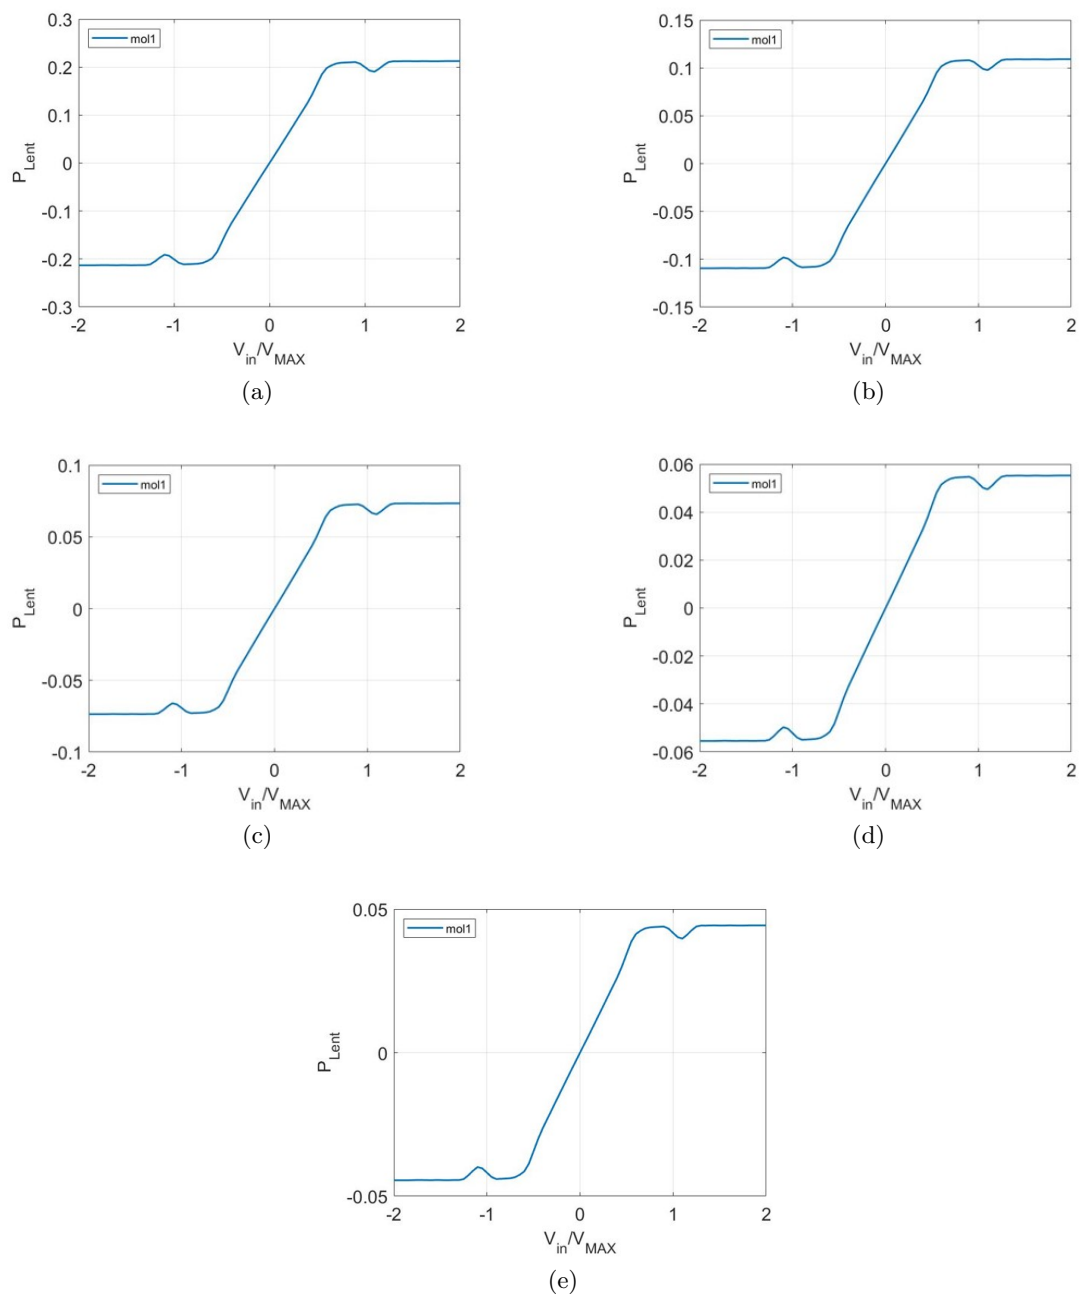 0.3
mol1
0.2
0.1
0
-0.1
-0.2
-0.3
P_Lent
-2 -1 0 1 2
V_in/V_MAX
(a)
0.15
mol1
0.1
0.05
0
-0.05
-0.1
-0.15
P_Lent
-2 -1 0 1 2
V_in/V_MAX
(b)
0.1
mol1
0.05
0
-0.05
-0.1
P_Lent
-2 -1 0 1 2
V_in/V_MAX
(c)
0.06
mol1
0.04
0.02
0
-0.02
-0.04
-0.06
P_Lent
-2 -1 0 1 2
V_in/V_MAX
(d)
0.05
mol1
0
-0.05
P_Lent
-2 -1 0 1 2
V_in/V_MAX
(e)